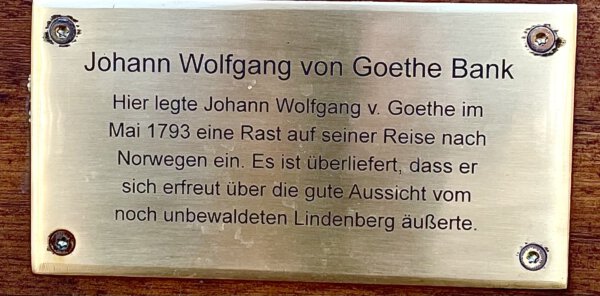 Johann Wolfgang von Goethe Bank
Hier legte Johann Wolfgang v. Goethe im
Mai 1793 eine Rast auf seiner Reise nach
Norwegen ein. Es ist überliefert, dass er
sich erfreut über die gute Aussicht vom
noch unbewaldeten Lindenberg äußerte.